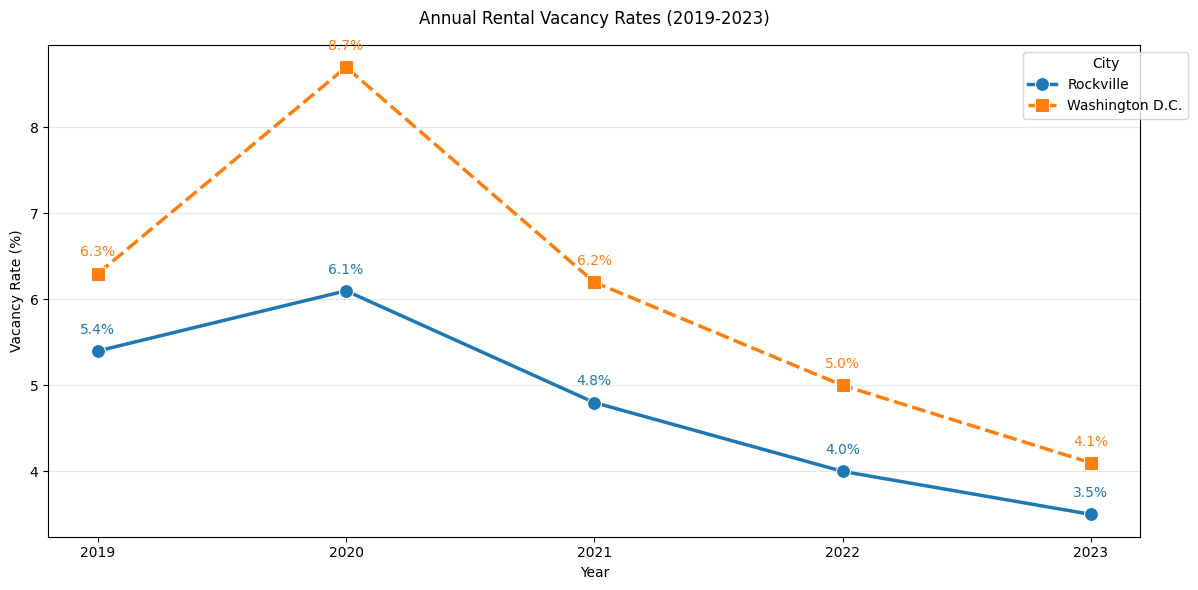 Annual Rental Vacancy Rates (2019-2023)
City
Rockville
Washington D.C.
8.7%
6.3%
6.2%
6.1%
5.4%
5.0%
4.8%
4.1%
4.0%
3.5%
8
7
6
5
4
Vacancy Rate (%)
2019 2020 2021 2022 2023
Year